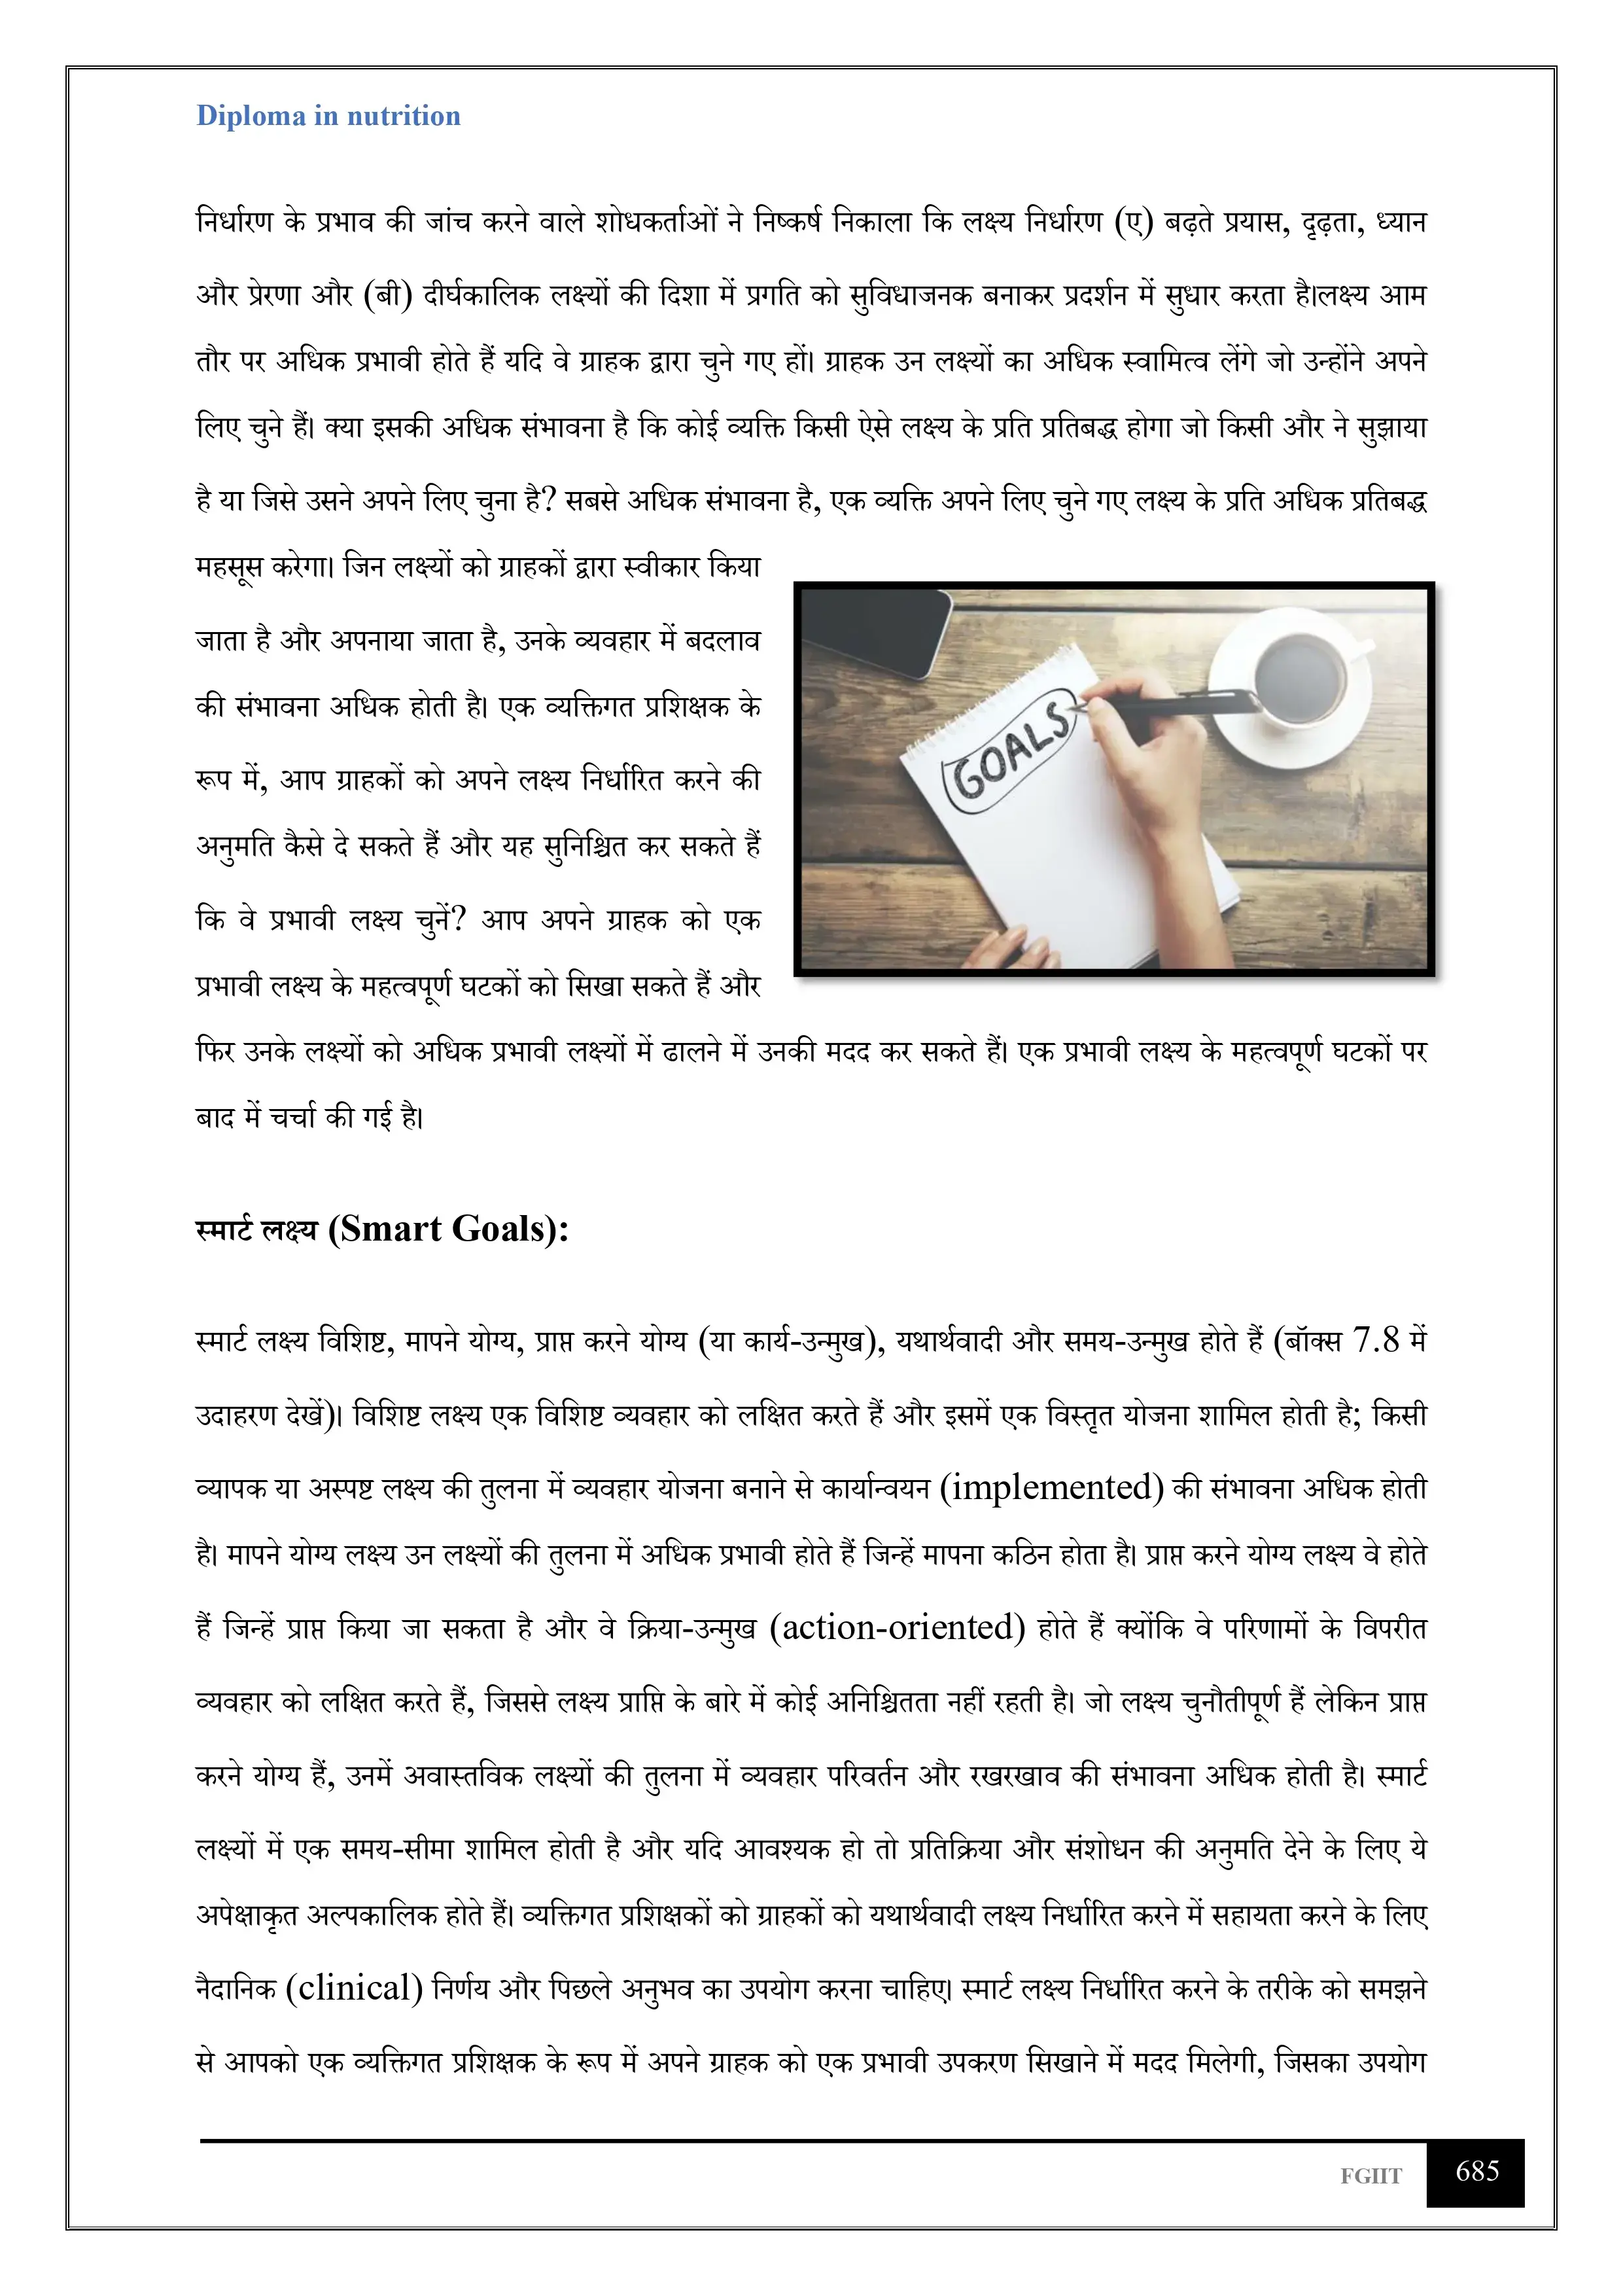 Diploma in nutrition
निर्धारण के प्रभाव की जांच करने वाले शोधकर्ताओं ने निष्कर्ष निकाला कि लक्ष्य निर्धारण (ए) बढ़ते प्रयास, दृढ़ता, ध्यान
और प्रेरणा और (बी) दीर्घकालिक लक्ष्यों की दिशा में प्रगति को सुविधाजनक बनाकर प्रदर्शन में सुधार करता है।लक्ष्य आम
तौर पर अधिक प्रभावी होते हैं यदि वे ग्राहक द्वारा चुने गए हों। ग्राहक उन लक्ष्यों का अधिक स्वामित्व लेंगे जो उन्होंने अपने
लिए चुने हैं। क्या इसकी अधिक संभावना है कि कोई व्यक्ति किसी ऐसे लक्ष्य के प्रति प्रतिबद्ध होगा जो किसी और ने सुझाया
है या जिसे उसने अपने लिए चुना है? सबसे अधिक संभावना है, एक व्यक्ति अपने लिए चुने गए लक्ष्य के प्रति अधिक प्रतिबद्ध
महसूस करेगा। जिन लक्ष्यों को ग्राहकों द्वारा स्वीकार किया
जाता है और अपनाया जाता है, उनके व्यवहार में बदलाव
की संभावना अधिक होती है। एक व्यक्तिगत प्रशिक्षक के
रूप में, आप ग्राहकों को अपने लक्ष्य निर्धारित करने की
अनुमति कैसे दे सकते हैं और यह सुनिश्चित कर सकते हैं
कि वे प्रभावी लक्ष्य चुनें? आप अपने ग्राहक को एक
प्रभावी लक्ष्य के महत्वपूर्ण घटकों को सिखा सकते हैं और
GOALS
फिर उनके लक्ष्यों को अधिक प्रभावी लक्ष्यों में ढालने में उनकी मदद कर सकते हैं। एक प्रभावी लक्ष्य के महत्वपूर्ण घटकों पर
बाद में चर्चा की गई है।
स्मार्ट लक्ष्य (Smart Goals):
स्मार्ट लक्ष्य विशिष्ट, मापने योग्य, प्राप्त करने योग्य (या कार्य-उन्मुख), यथार्थवादी और समय-उन्मुख होते हैं (बॉक्स 7.8 में
उदाहरण देखें)। विशिष्ट लक्ष्य एक विशिष्ट व्यवहार को लक्षित करते हैं और इसमें एक विस्तृत योजना शामिल होती है; किसी
व्यापक या अस्पष्ट लक्ष्य की तुलना में व्यवहार योजना बनाने से कार्यान्वयन (implemented) की संभावना अधिक होती
है। मापने योग्य लक्ष्य उन लक्ष्यों की तुलना में अधिक प्रभावी होते हैं जिन्हें मापना कठिन होता है। प्राप्त करने योग्य लक्ष्य वे होते
हैं जिन्हें प्राप्त किया जा सकता है और वे क्रिया-उन्मुख (action-oriented) होते हैं क्योंकि वे परिणामों के विपरीत
व्यवहार को लक्षित करते हैं, जिससे लक्ष्य प्राप्ति के बारे में कोई अनिश्चितता नहीं रहती है। जो लक्ष्य चुनौतीपूर्ण हैं लेकिन प्राप्त
करने योग्य हैं, उनमें अवास्तविक लक्ष्यों की तुलना में व्यवहार परिवर्तन और रखरखाव की संभावना अधिक होती है। स्मार्ट
लक्ष्यों में एक समय-सीमा शामिल होती है और यदि आवश्यक हो तो प्रतिक्रिया और संशोधन की अनुमति देने के लिए ये
अपेक्षाकृत अल्पकालिक होते हैं। व्यक्तिगत प्रशिक्षकों को ग्राहकों को यथार्थवादी लक्ष्य निर्धारित करने में सहायता करने के लिए
नैदानिक (clinical) निर्णय और पिछले अनुभव का उपयोग करना चाहिए। स्मार्ट लक्ष्य निर्धारित करने के तरीके को समझने
से आपको एक व्यक्तिगत प्रशिक्षक के रूप में अपने ग्राहक को एक प्रभावी उपकरण सिखाने में मदद मिलेगी, जिसका उपयोग
FGIIT 685